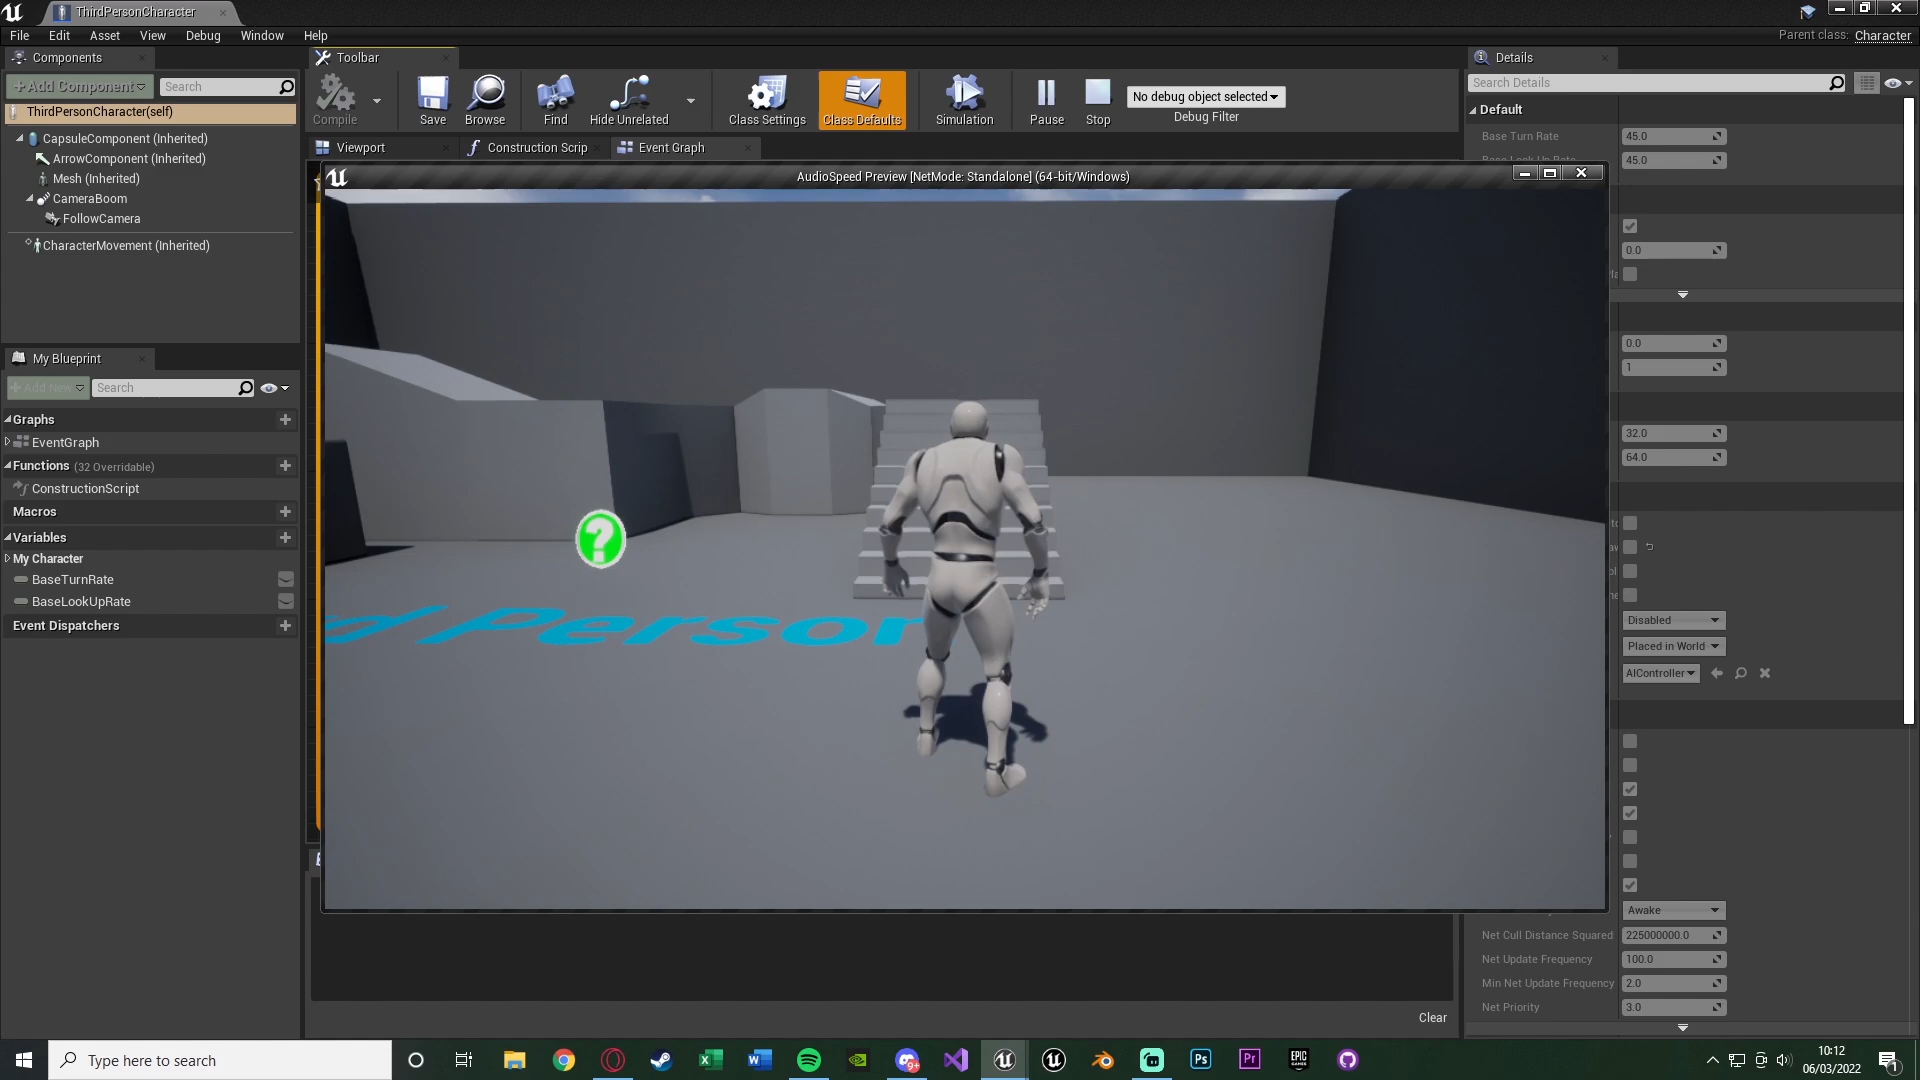 ThirdPersonCharacter
File Edit Asset View Debug Window Help
Parent class: Character
Components
Toolbar
Details
+Add Component
Search
Compile
Save
Browse
Find
Hide Unrelated
Class Settings
Class Defaults
Simulation
Pause
Stop
No debug object selected
Debug Filter
Search Details
ThirdPersonCharacter(self)
CapsuleComponent (Inherited)
ArrowComponent (Inherited)
Mesh (Inherited)
CameraBoom
FollowCamera
CharacterMovement (Inherited)
Viewport
Construction Scrip
Event Graph
Default
Base Turn Rate 45.0
Base Look Up Rate 45.0
AudioSpeed Preview [NetMode: Standalone] (64-bit/Windows)
0.0
0.0
1
32.0
64.0
My Blueprint
+Add New
Search
Graphs
EventGraph
Functions (32 Overridable)
ConstructionScript
Macros
Variables
My Character
BaseTurnRate
BaseLookUpRate
Event Dispatchers
?
d Person
Disabled
Placed in World
AIController
Awake
Net Cull Distance Squared 225000000.0
Net Update Frequency 100.0
Min Net Update Frequency 2.0
Net Priority 3.0
Clear
Type here to search
9+
Ps
Pr
EPIC GAMES
10:12
06/03/2022
1